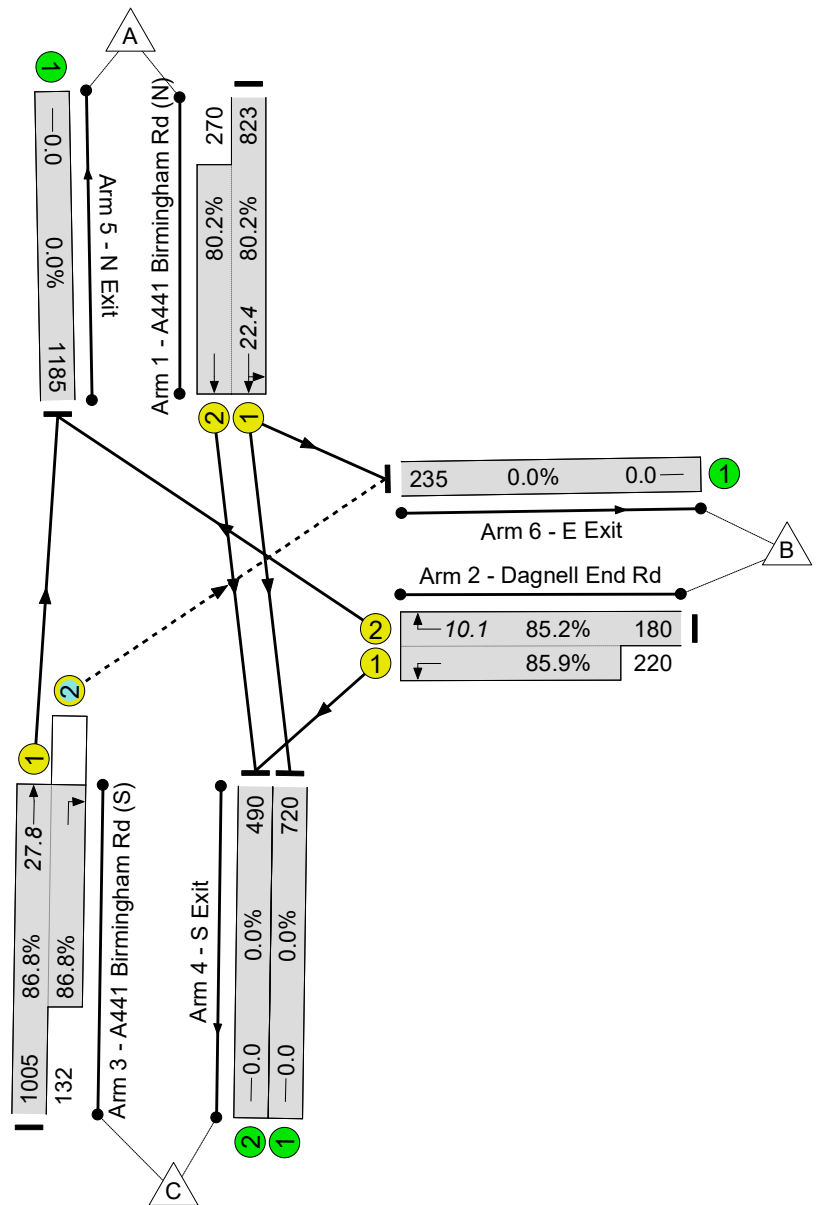 A
1
0.0
0.0%
1185
Arm 5 - N Exit
Arm 1 - A441 Birmingham Rd (N)
270
80.2%
2
823
80.2%
22.4
1
235 0.0% 0.0
1
Arm 6 - E Exit
B
Arm 2 - Dagnell End Rd
2
10.1 85.2% 180
1
85.9% 220
2
1
27.8
86.8%
1005
86.8%
132
Arm 3 - A441 Birmingham Rd (S)
Arm 4 - S Exit
490
0.0%
0.0
2
720
0.0%
0.0
1
C